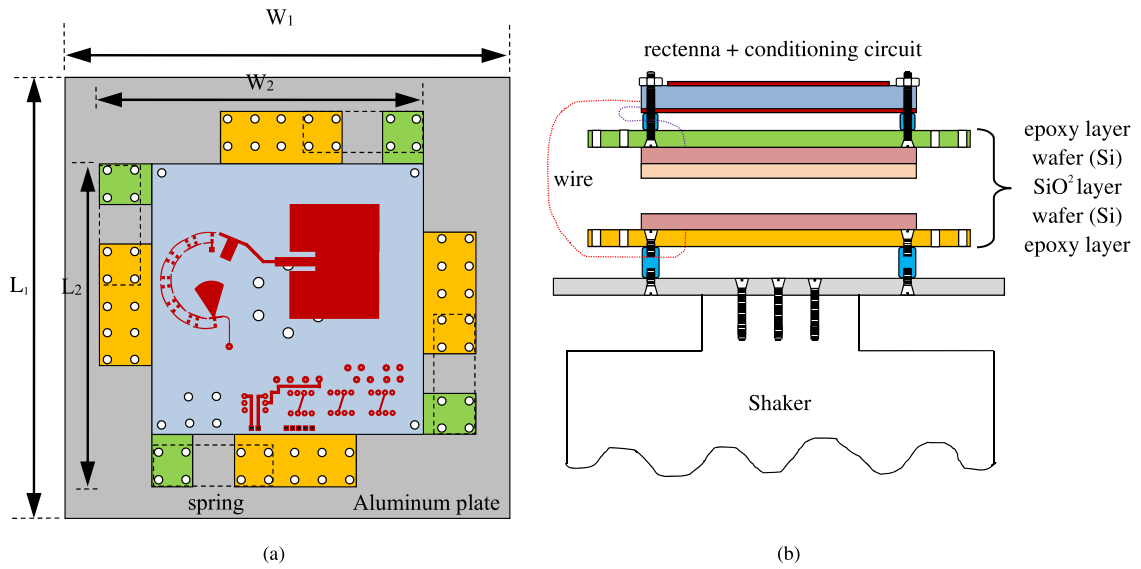 W₁
W₂
L₁
L₂
spring
Aluminum plate
(a)
rectenna + conditioning circuit
wire
epoxy layer
wafer (Si)
SiO² layer
wafer (Si)
epoxy layer
Shaker
(b)